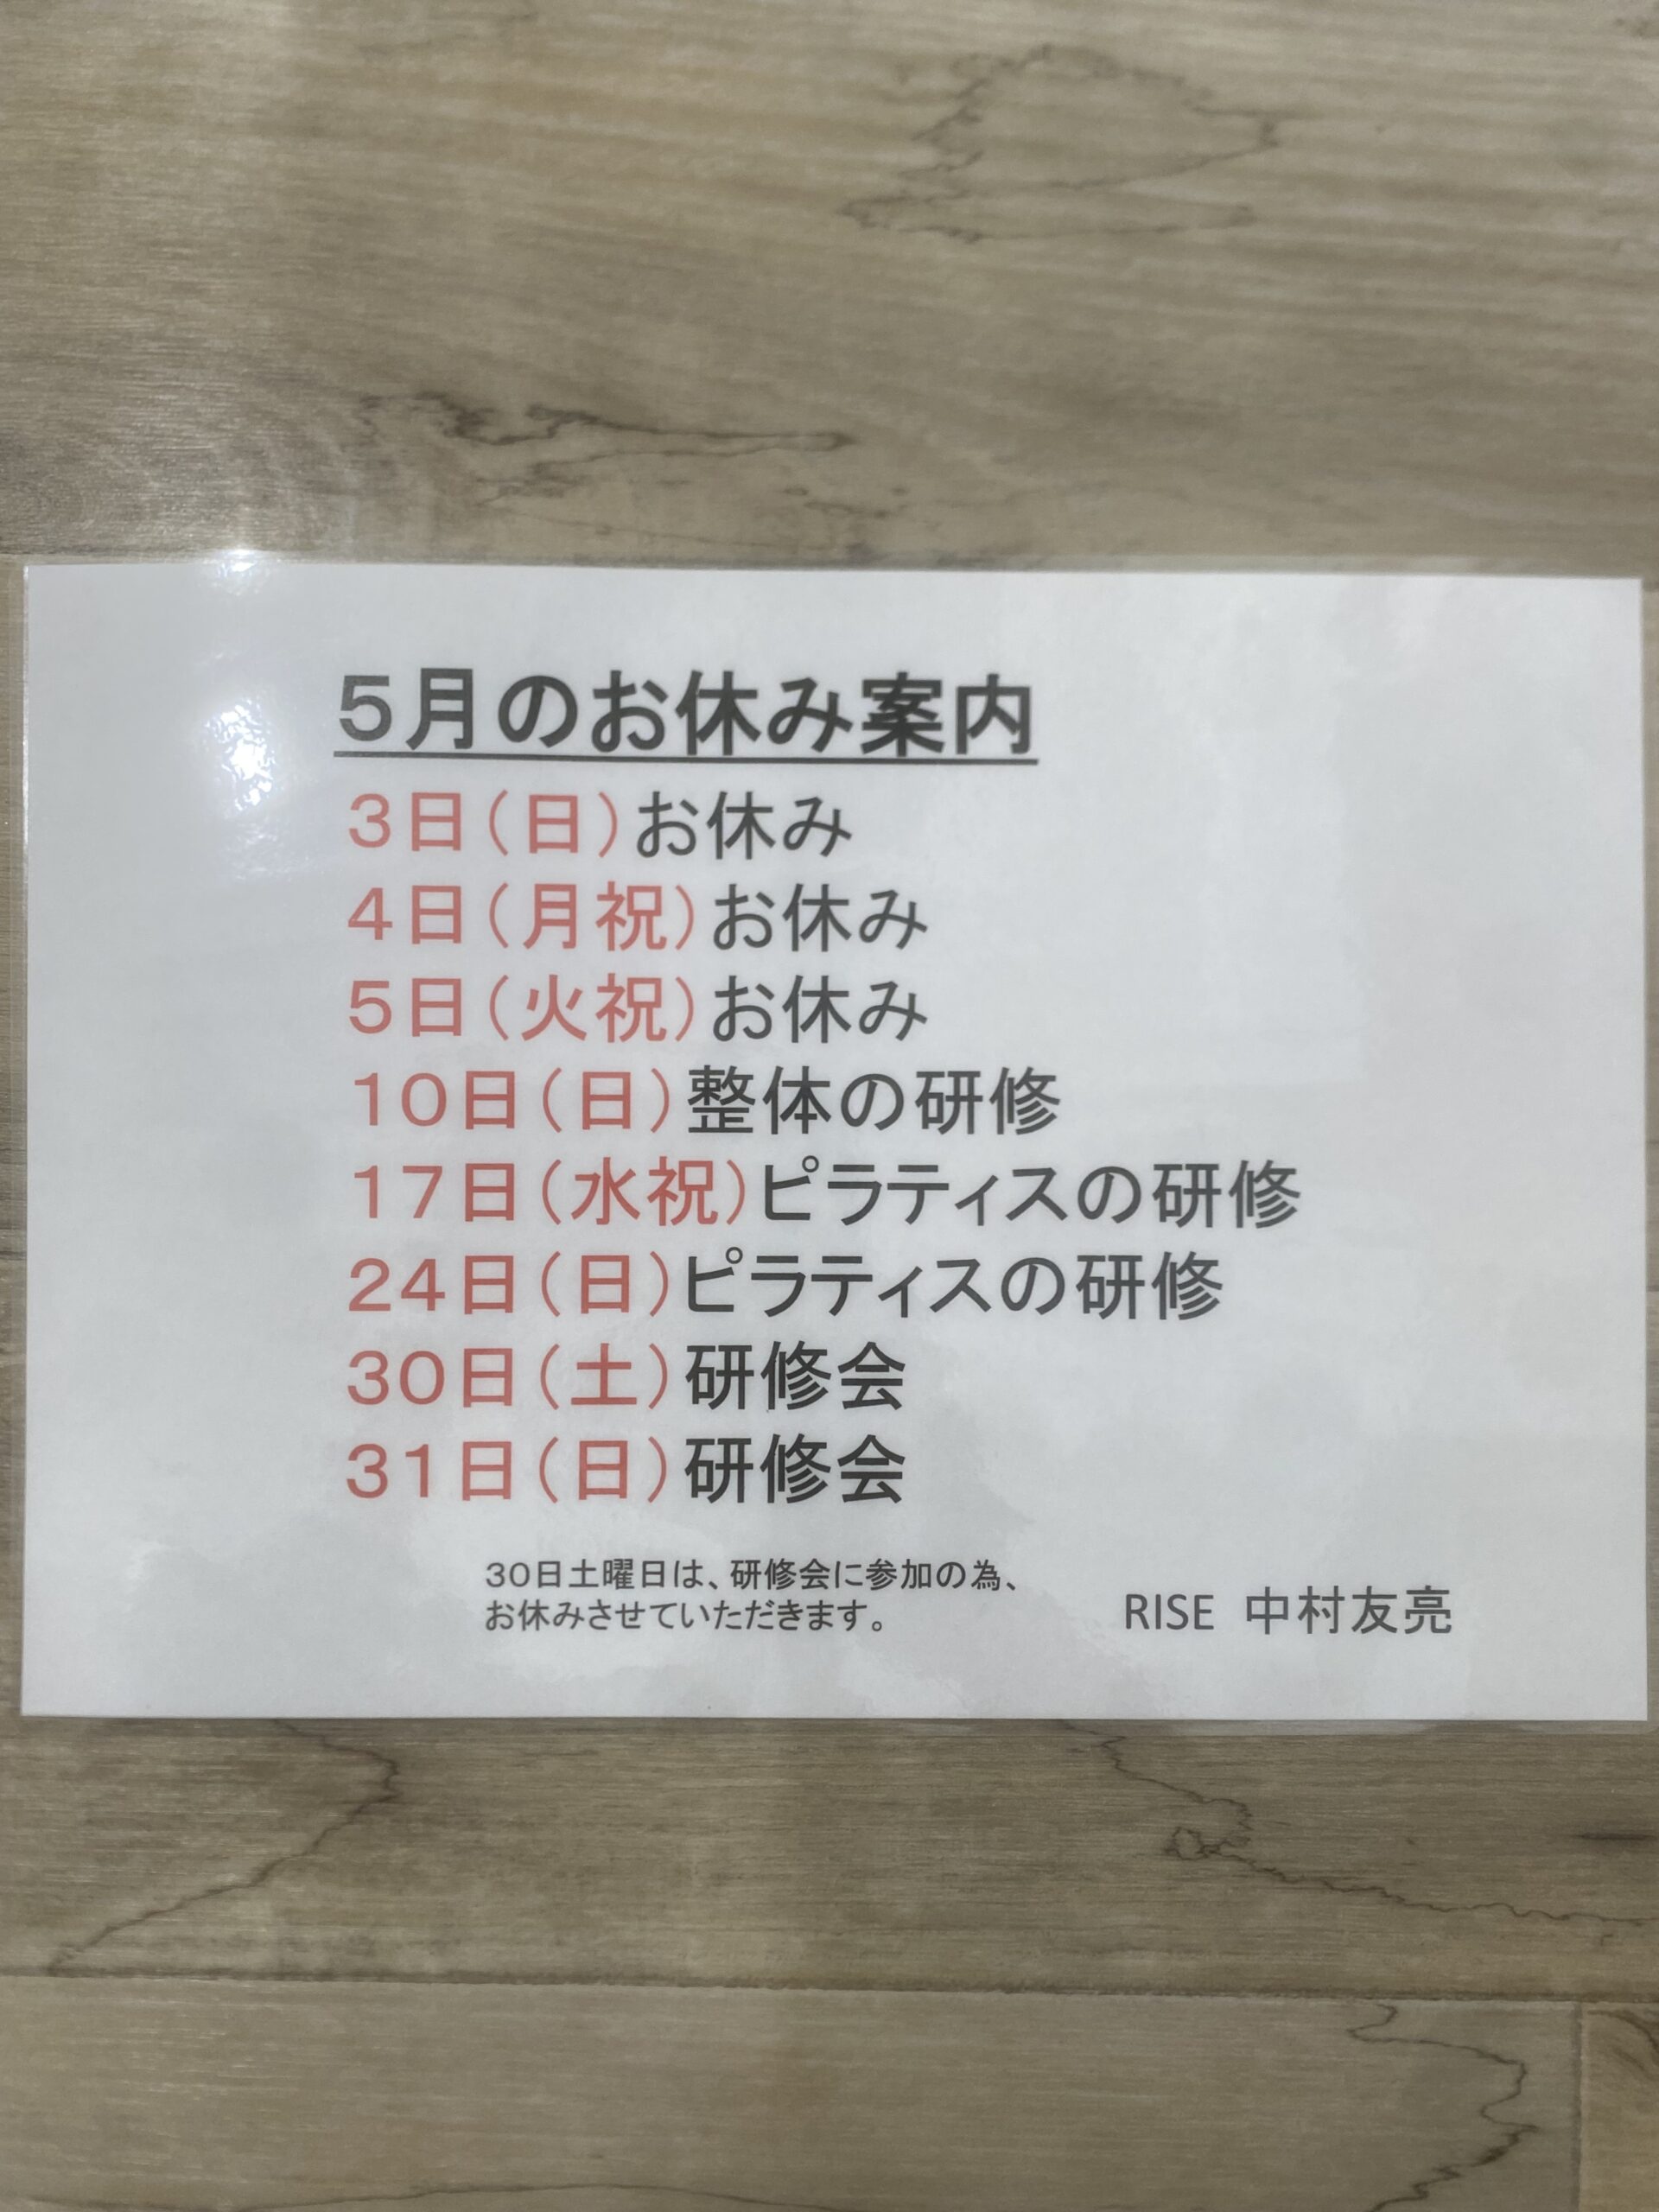 ５月のお休み案内
３日（日）お休み
４日（月祝）お休み
５日（火祝）お休み
１０日（日）整体の研修
１７日（水祝）ピラティスの研修
２４日（日）ピラティスの研修
３０日（土）研修会
３１日（日）研修会
３０日土曜日は、研修会に参加の為、
お休みさせていただきます。
RISE 中村友亮